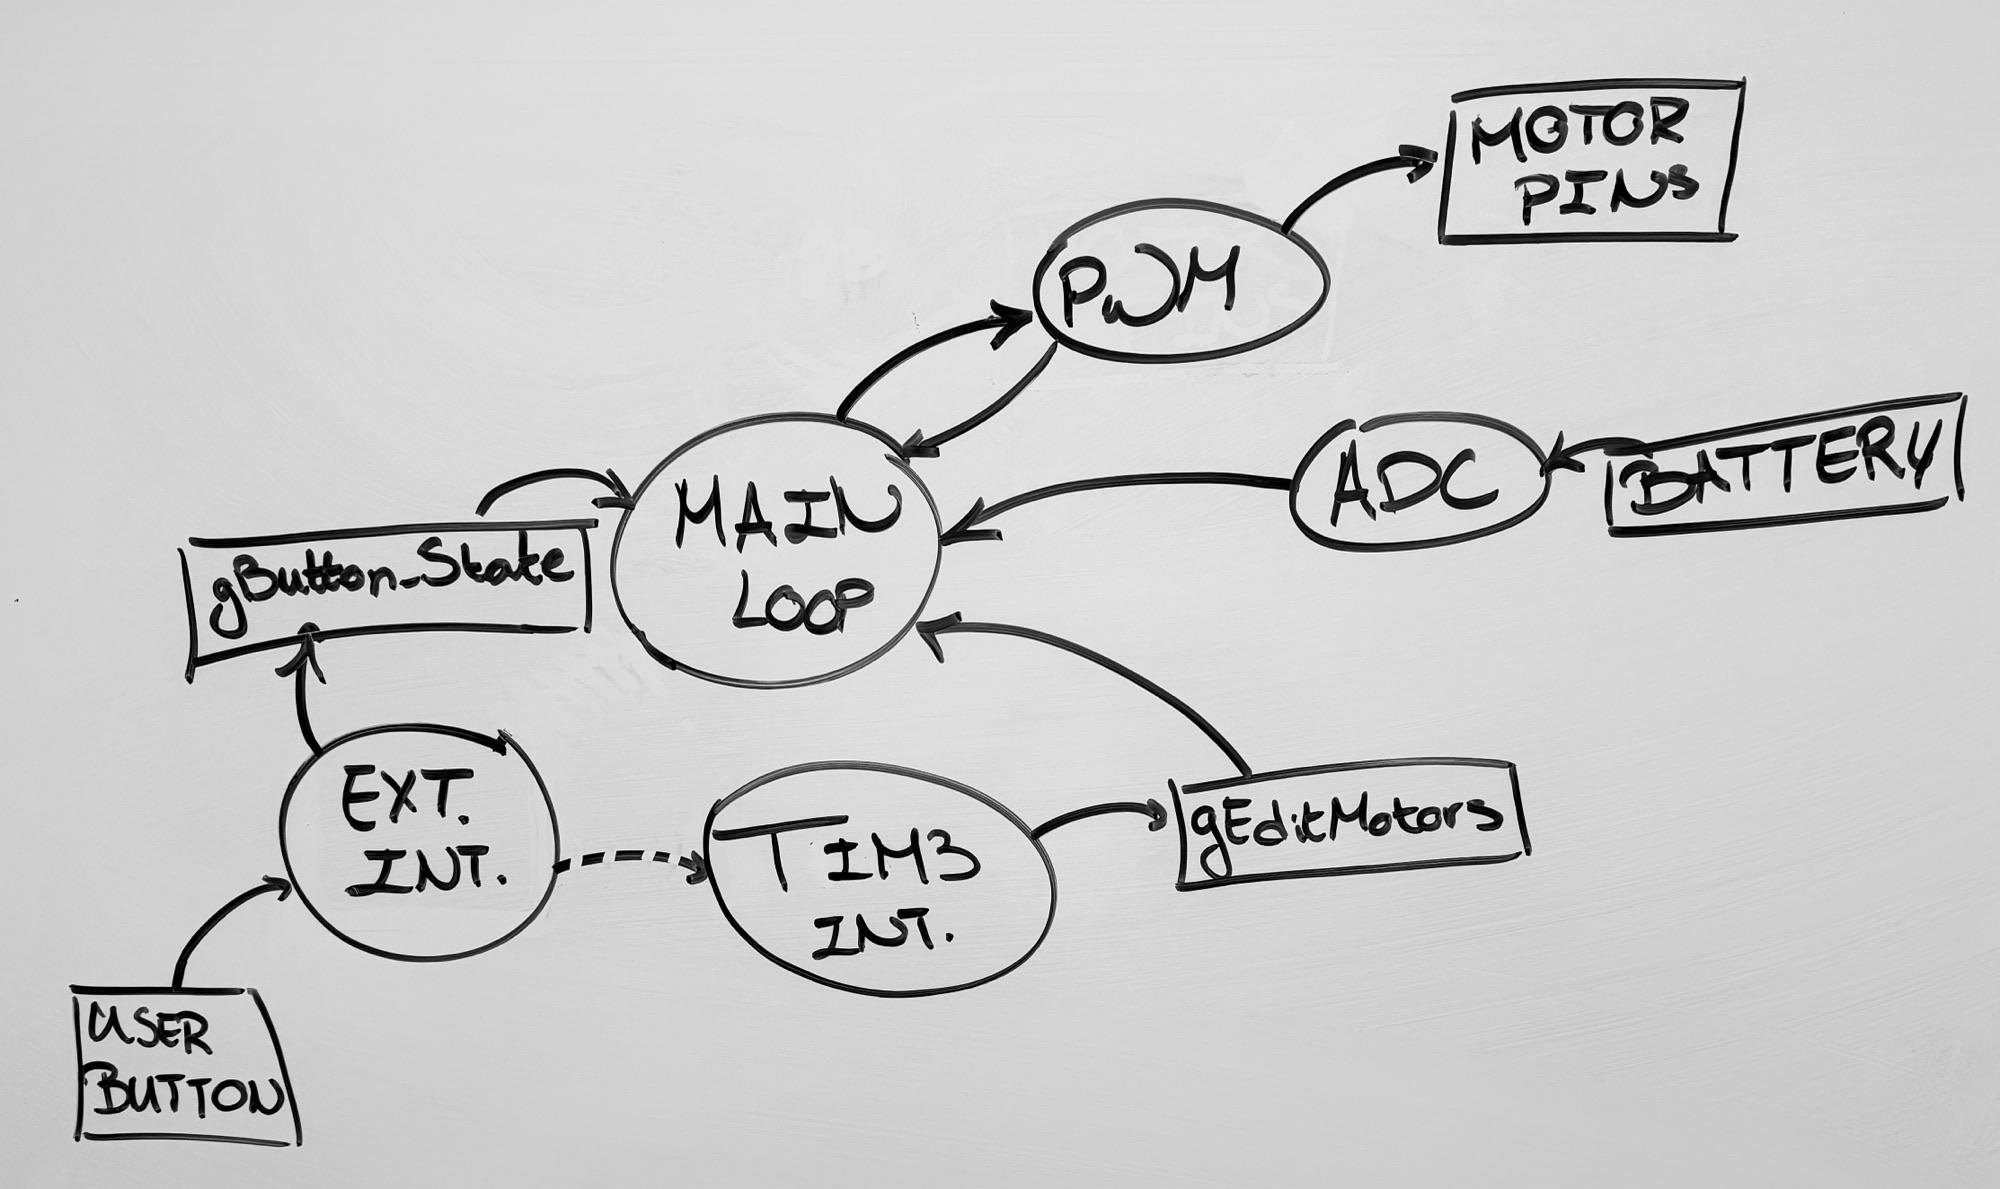 MOTOR
PINs
PWM
ADC
BATTERY
MAIN
LOOP
gButton_State
EXT.
INT.
TIM3
INT.
gEditMotors
USER
BUTTON